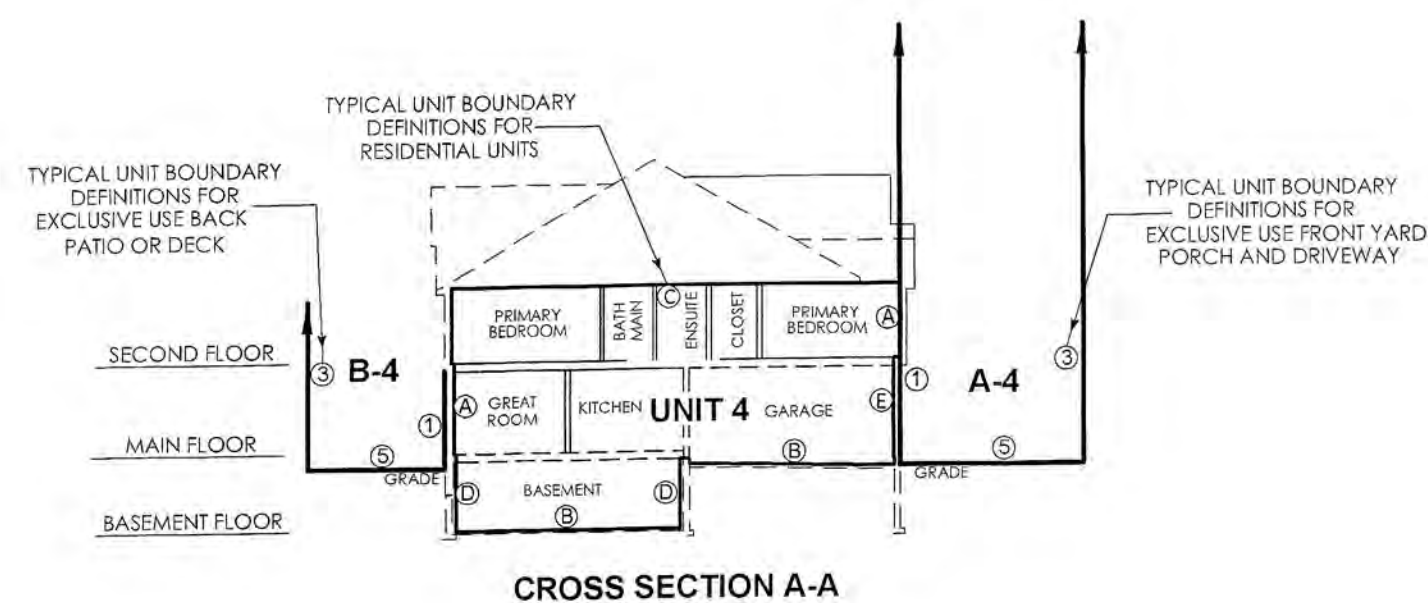 TYPICAL UNIT BOUNDARY
DEFINITIONS FOR
RESIDENTIAL UNITS
TYPICAL UNIT BOUNDARY
DEFINITIONS FOR
EXCLUSIVE USE BACK
PATIO OR DECK
TYPICAL UNIT BOUNDARY
DEFINITIONS FOR
EXCLUSIVE USE FRONT YARD
PORCH AND DRIVEWAY
PRIMARY
BEDROOM
BATH
MAIN
C
ENSUITE
CLOSET
PRIMARY
BEDROOM
A
SECOND FLOOR
3
B-4
1
A-4
3
A
GREAT
ROOM
KITCHEN
UNIT 4
GARAGE
E
1
MAIN FLOOR
5
GRADE
B
5
GRADE
D
BASEMENT
D
B
BASEMENT FLOOR
CROSS SECTION A-A